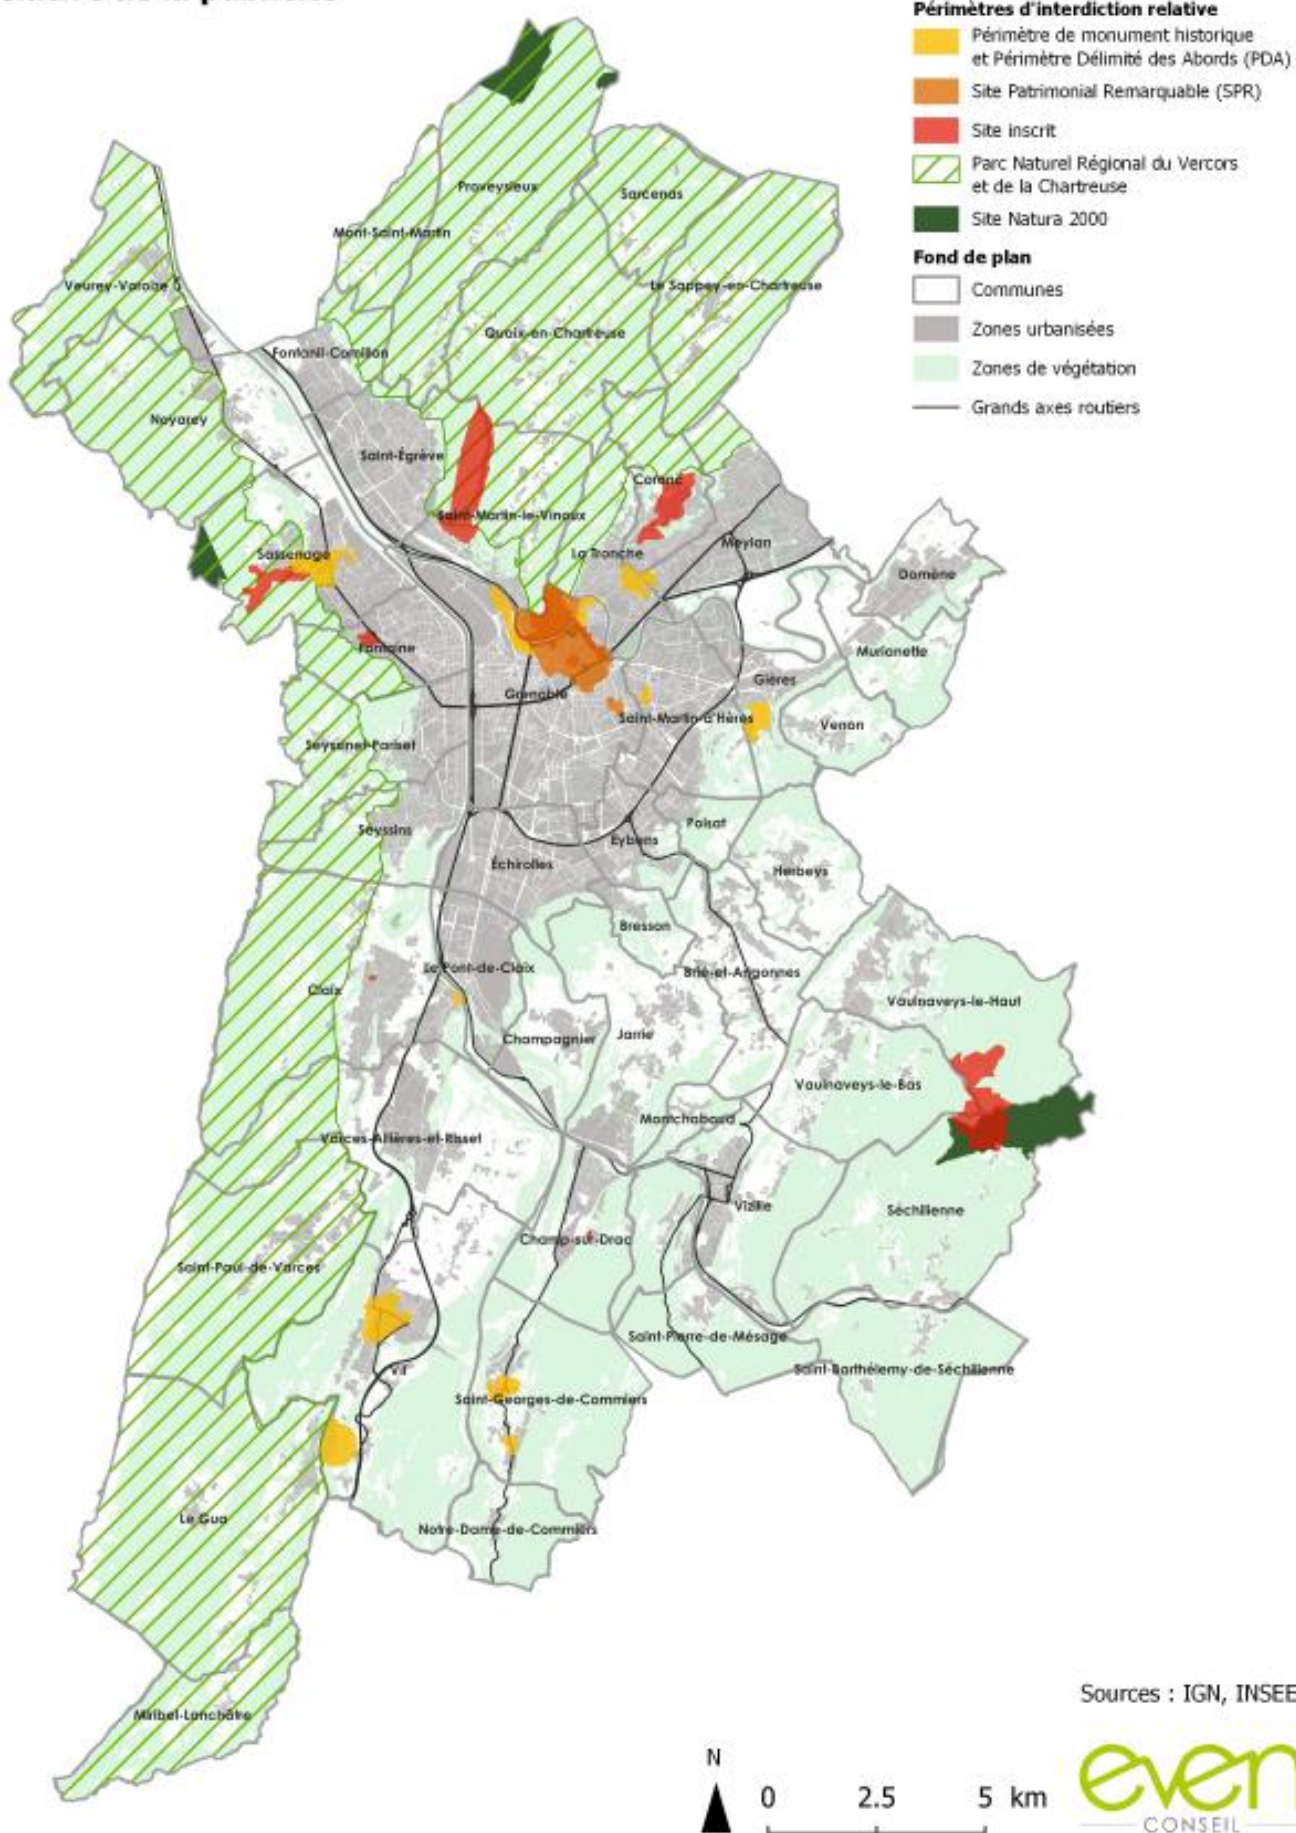 Périmètres d'interdiction relative
Périmètre de monument historique
et Périmètre Délimité des Abords (PDA)
Site Patrimonial Remarquable (SPR)
Site inscrit
Parc Naturel Régional du Vercors
et de la Chartreuse
Site Natura 2000
Fond de plan
Communes
Zones urbanisées
Zones de végétation
Grands axes routiers
Proveysieux
Sarcenas
Mont-Saint-Martin
Veurey-Voroize
Le Sappey-en-Chartreuse
Quaix-en-Chartreuse
Fontanil-Cornillon
Noyarey
Saint-Égrève
Corenc
Saint-Martin-le-Vinoux
Meylan
Sassenage
La Tronche
Domène
Fontaine
Murianette
Gières
Grenoble
Saint-Martin-d'Hères
Venon
Seyssinet-Pariset
Poisat
Seyssins
Eybens
Échirolles
Herbeys
Bresson
Le Pont-de-Claix
Brié-et-Angonnes
Claix
Vaulnaveys-le-Haut
Champagnier
Jarrie
Vaulnaveys-le-Bas
Montchaboud
Varces-Allières-et-Risset
Vizille
Séchilienne
Champ-sur-Drac
Saint-Paul-de-Varces
Saint-Pierre-de-Mésage
Vif
Saint-Barthélemy-de-Séchilienne
Saint-Georges-de-Commiers
Le Gua
Notre-Dame-de-Commiers
Miribel-Lanchâtre
Sources : IGN, INSEE
N
0 2.5 5 km
even
CONSEIL